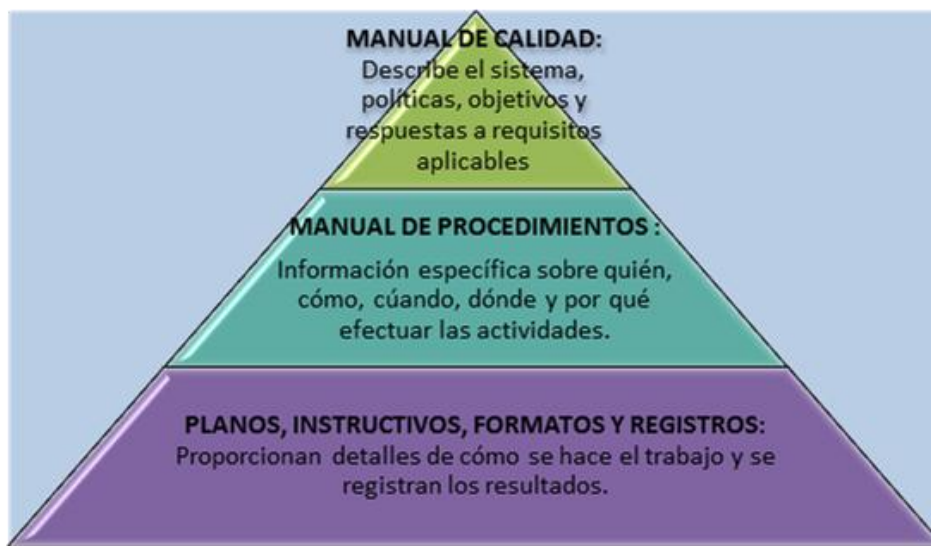 MANUAL DE CALIDAD:
Describe el sistema,
políticas, objetivos y
respuestas a requisitos
aplicables
MANUAL DE PROCEDIMIENTOS :
Información específica sobre quién,
cómo, cúando, dónde y por qué
efectuar las actividades.
PLANOS, INSTRUCTIVOS, FORMATOS Y REGISTROS:
Proporcionan detalles de cómo se hace el trabajo y se
registran los resultados.